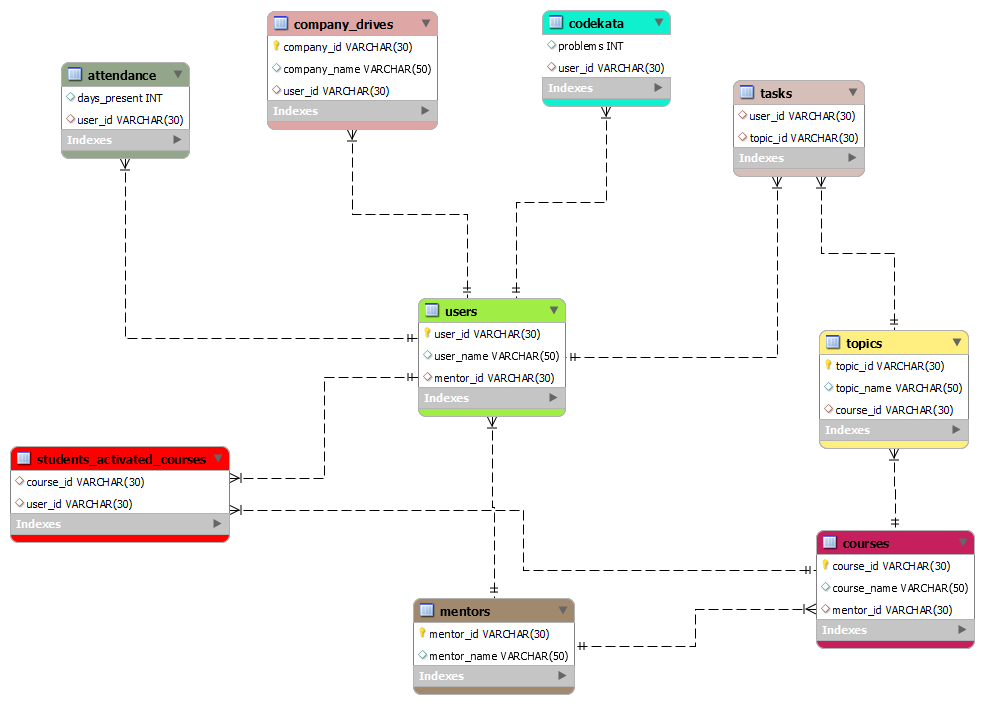 company_drives
company_id VARCHAR(30)
company_name VARCHAR(50)
user_id VARCHAR(30)
Indexes
codekata
problems INT
user_id VARCHAR(30)
Indexes
attendance
days_present INT
user_id VARCHAR(30)
Indexes
tasks
user_id VARCHAR(30)
topic_id VARCHAR(30)
Indexes
users
user_id VARCHAR(30)
user_name VARCHAR(50)
mentor_id VARCHAR(30)
Indexes
topics
topic_id VARCHAR(30)
topic_name VARCHAR(50)
course_id VARCHAR(30)
Indexes
students_activated_courses
course_id VARCHAR(30)
user_id VARCHAR(30)
Indexes
courses
course_id VARCHAR(30)
course_name VARCHAR(50)
mentor_id VARCHAR(30)
Indexes
mentors
mentor_id VARCHAR(30)
mentor_name VARCHAR(50)
Indexes